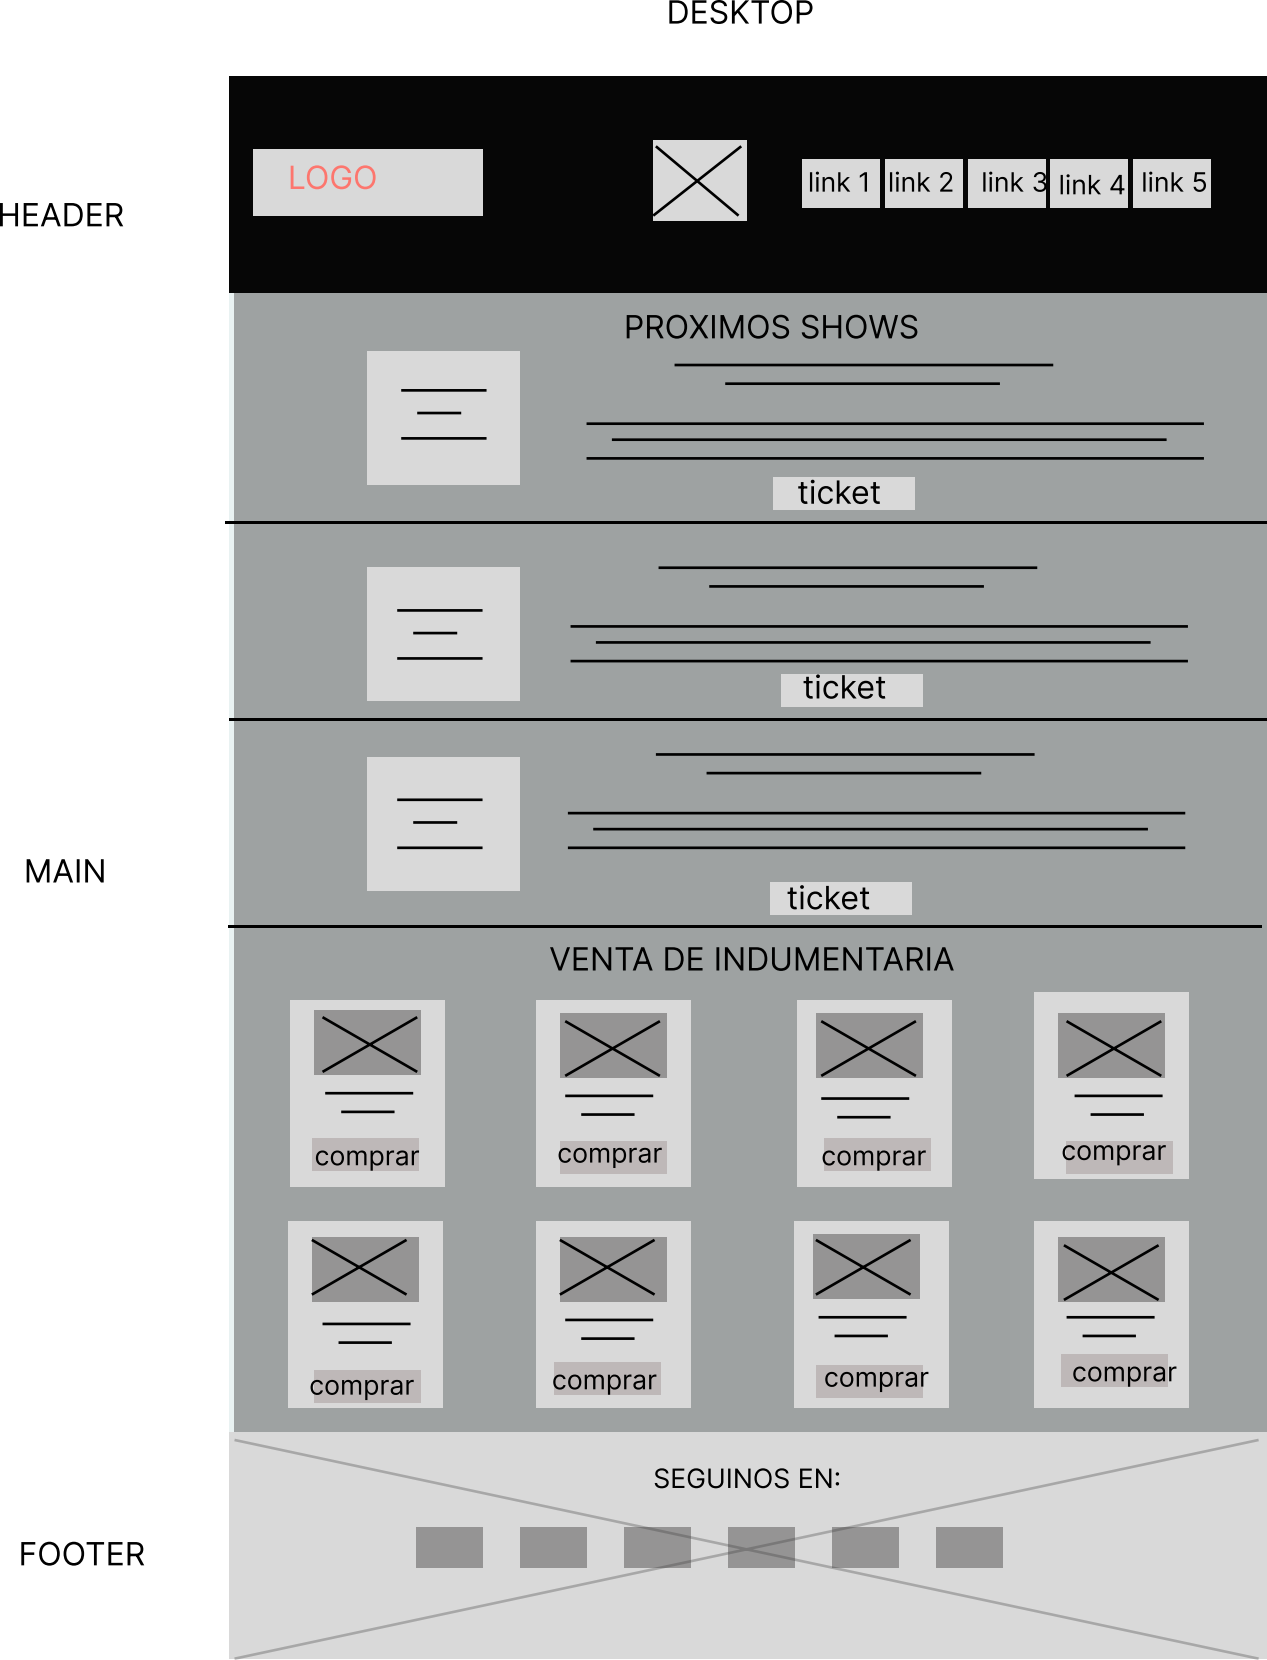 DESKTOP
HEADER
LOGO
link 1
link 2
link 3
link 4
link 5
PROXIMOS SHOWS
ticket
ticket
MAIN
ticket
VENTA DE INDUMENTARIA
comprar
comprar
comprar
comprar
comprar
comprar
comprar
comprar
FOOTER
SEGUINOS EN: